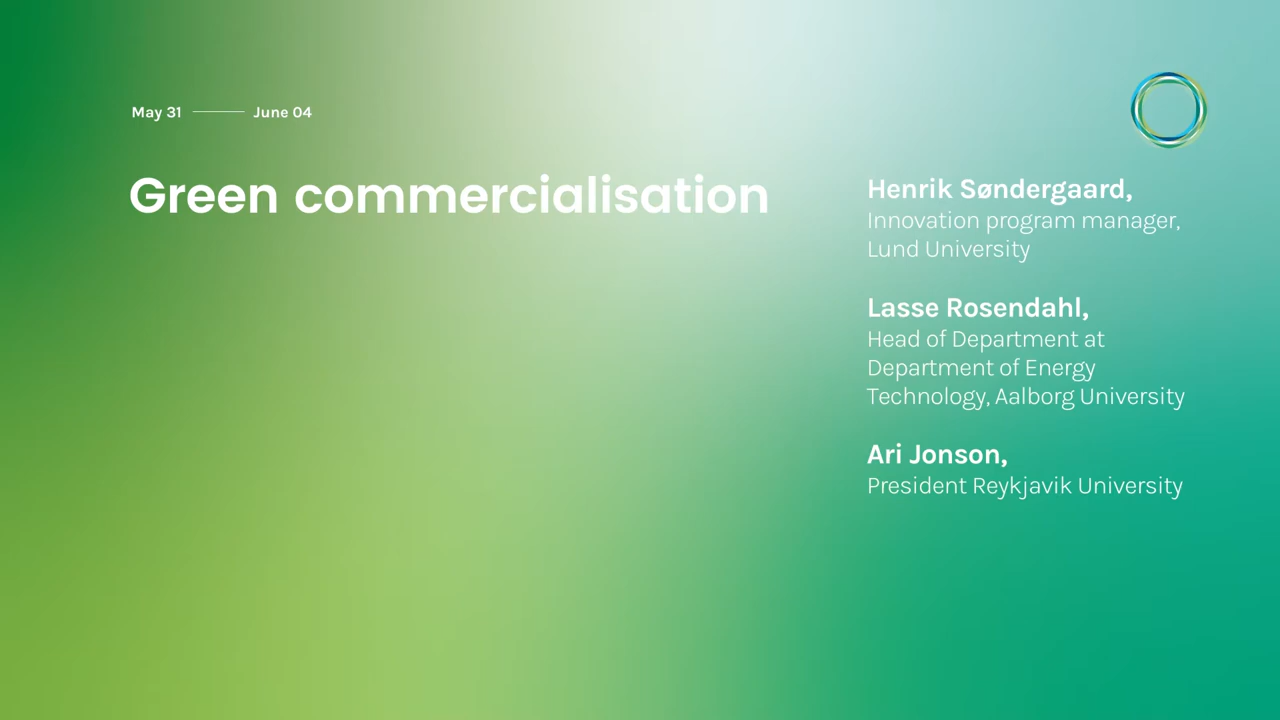 May 31 —— June 04
Green commercialisation
Henrik Søndergaard,
Innovation program manager,
Lund University
Lasse Rosendahl,
Head of Department at
Department of Energy
Technology, Aalborg University
Ari Jonson,
President Reykjavik University